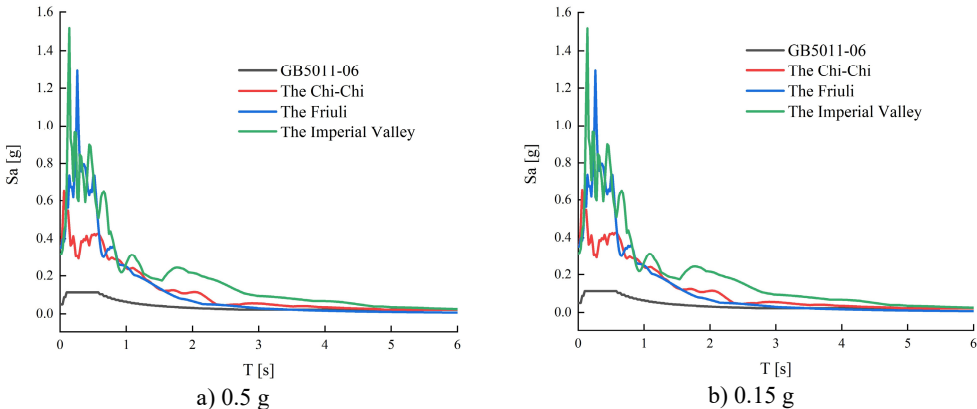 1.6
1.4
1.2
1.0
0.8
0.6
0.4
0.2
0.0
Sa [g]
GB5011-06
The Chi-Chi
The Friuli
The Imperial Valley
0 1 2 3 4 5 6
T [s]
a) 0.5 g
1.6
1.4
1.2
1.0
0.8
0.6
0.4
0.2
0.0
Sa [g]
GB5011-06
The Chi-Chi
The Friuli
The Imperial Valley
0 1 2 3 4 5 6
T [s]
b) 0.15 g